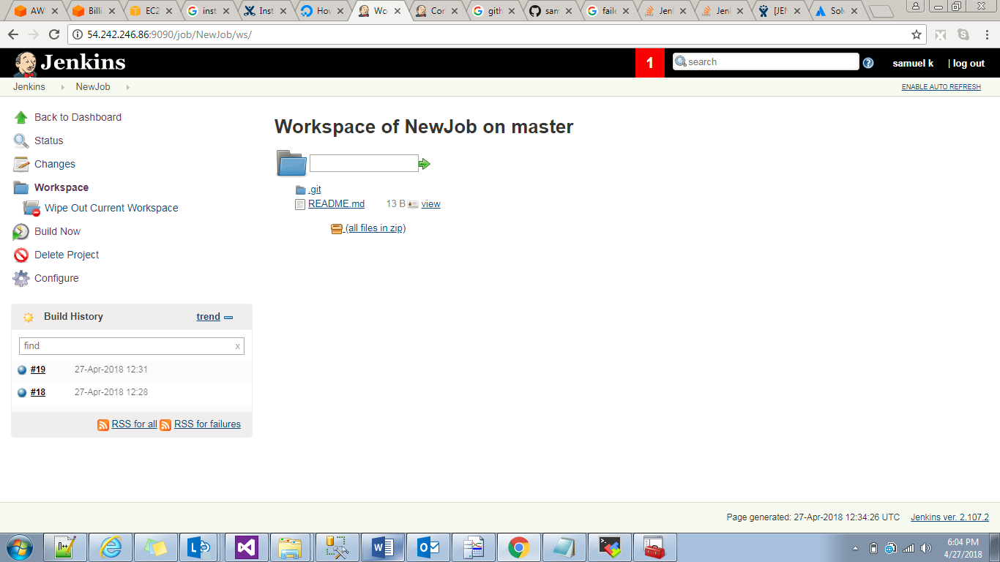 AW Billi EC2 inst Inst Hov Wo Cor gith sam faile Jenl Jenl [JEN Solv
54.242.246.86:9090/job/NewJob/ws/
Jenkins 1 search samuel k | log out
Jenkins NewJob ENABLE AUTO REFRESH
Back to Dashboard
Status
Changes
Workspace
Wipe Out Current Workspace
Build Now
Delete Project
Configure
Workspace of NewJob on master
.git
README.md 13 B view
(all files in zip)
Build History trend
find x
#19 27-Apr-2018 12:31
#18 27-Apr-2018 12:28
RSS for all RSS for failures
Page generated: 27-Apr-2018 12:34:26 UTC Jenkins ver. 2.107.2
6:04 PM
4/27/2018